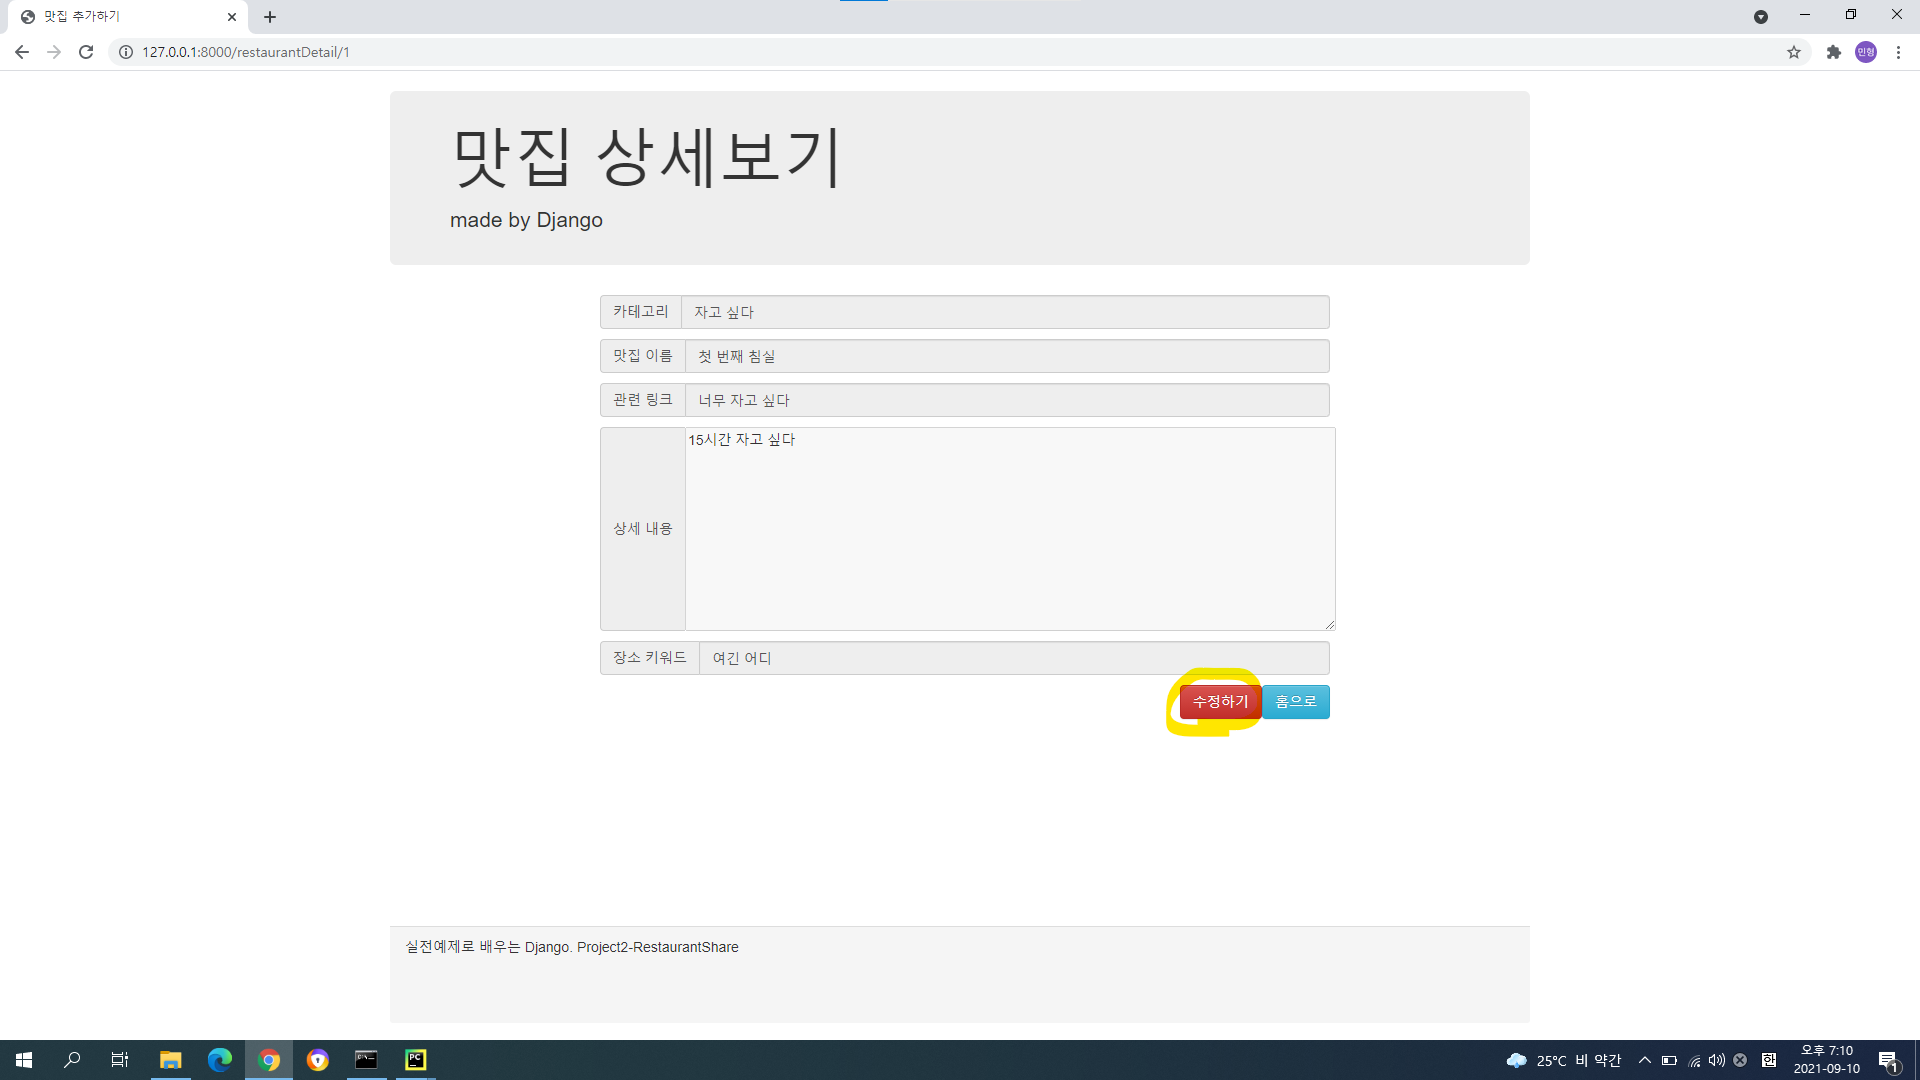 맛집 추가하기
127.0.0.1:8000/restaurantDetail/1
민형
맛집 상세보기
made by Django
카테고리 자고 싶다
맛집 이름 첫 번째 침실
관련 링크 너무 자고 싶다
상세 내용 15시간 자고 싶다
장소 키워드 여긴 어디
수정하기 홈으로
실전예제로 배우는 Django. Project2-RestaurantShare
PC
25°C 비 약간
한
오후 7:10
2021-09-10
1